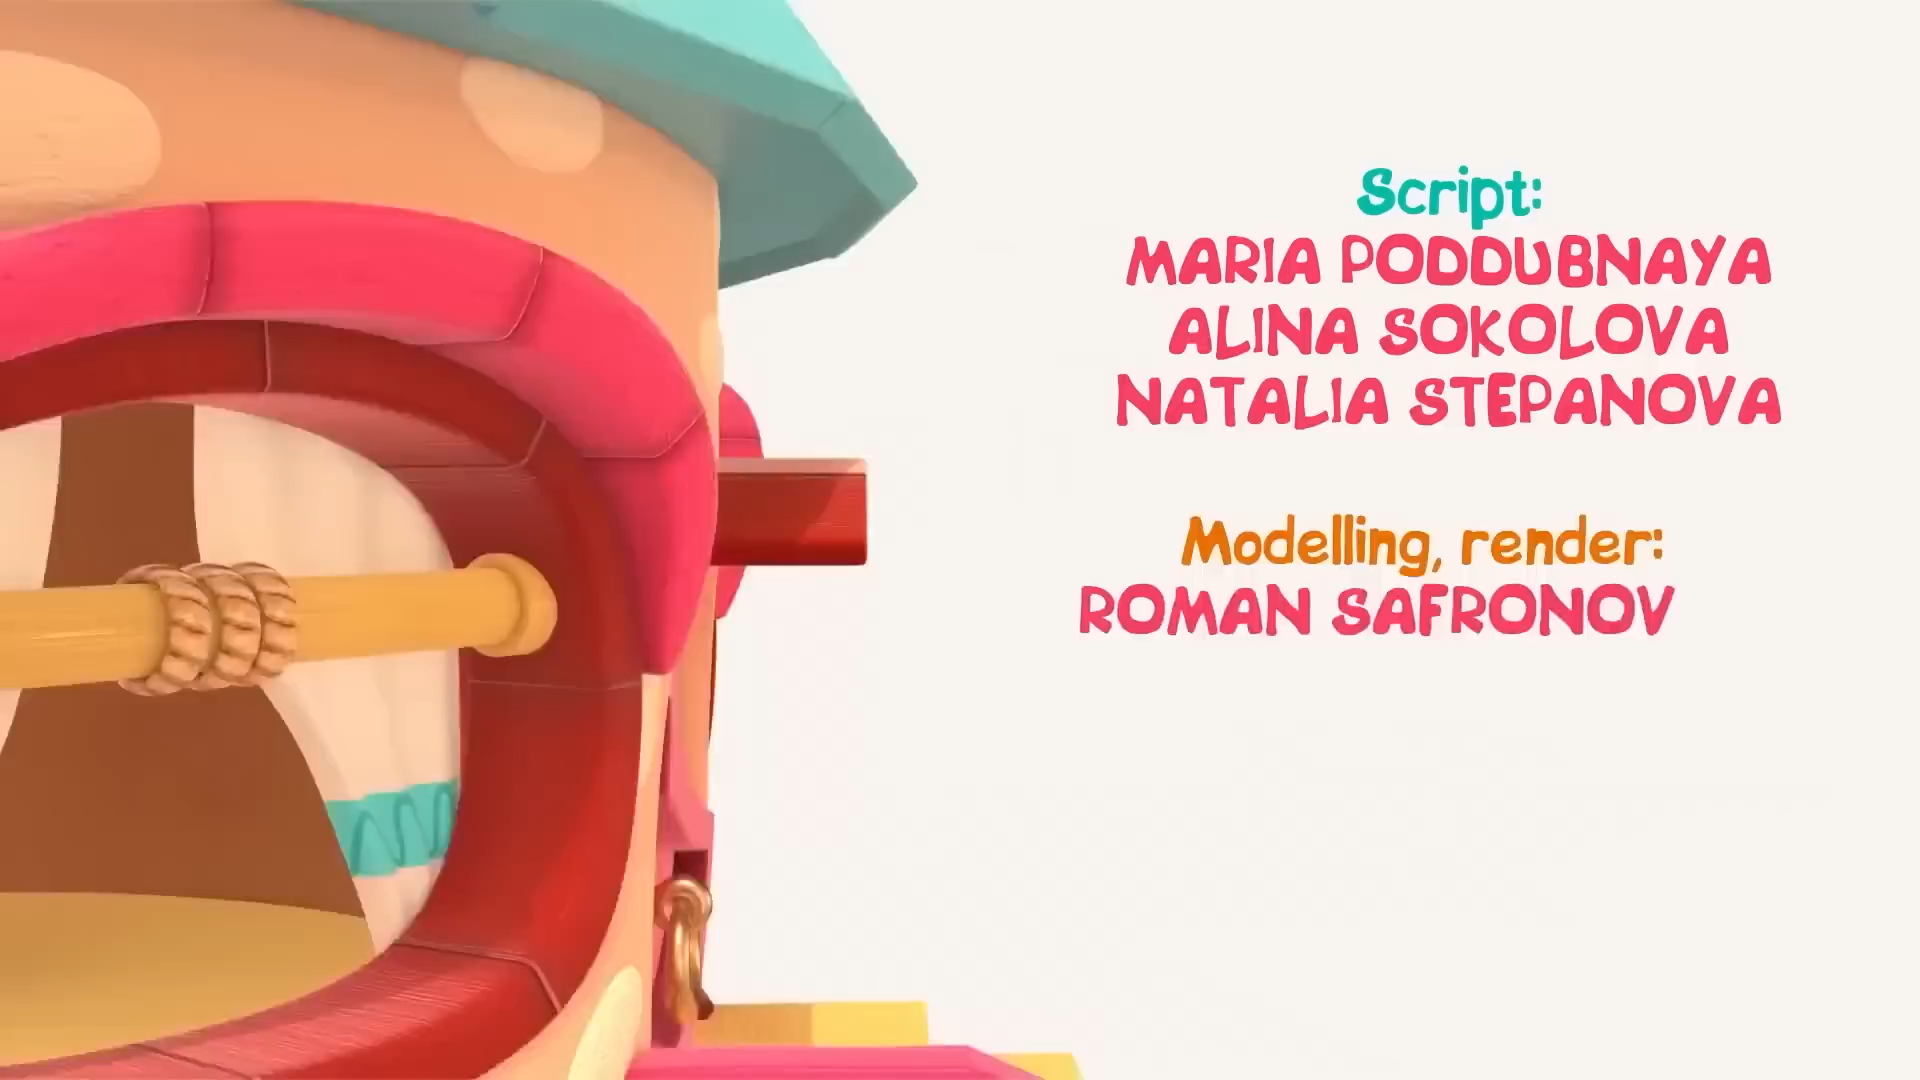 Script:
MARIA PODDUBNAYA
ALINA SOKOLOVA
NATALIA STEPANOVA
Modelling, render:
ROMAN SAFRONOV